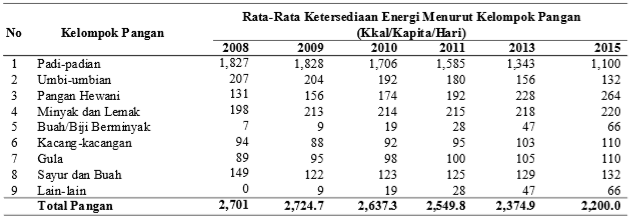 No Kelompok Pangan Rata-Rata Ketersediaan Energi Menurut Kelompok Pangan
(Kkal/Kapita/Hari)
2008 2009 2010 2011 2013 2015
1 Padi-padian 1,827 1,828 1,706 1,585 1,343 1,100
2 Umbi-umbian 207 204 192 180 156 132
3 Pangan Hewani 131 156 174 192 228 264
4 Minyak dan Lemak 198 213 214 215 218 220
5 Buah/Biji Berminyak 7 9 19 28 47 66
6 Kacang-kacangan 94 88 92 95 103 110
7 Gula 89 95 98 100 105 110
8 Sayur dan Buah 149 122 123 125 129 132
9 Lain-lain 0 9 19 28 47 66
Total Pangan 2,701 2,724.7 2,637.3 2,549.8 2,374.9 2,200.0